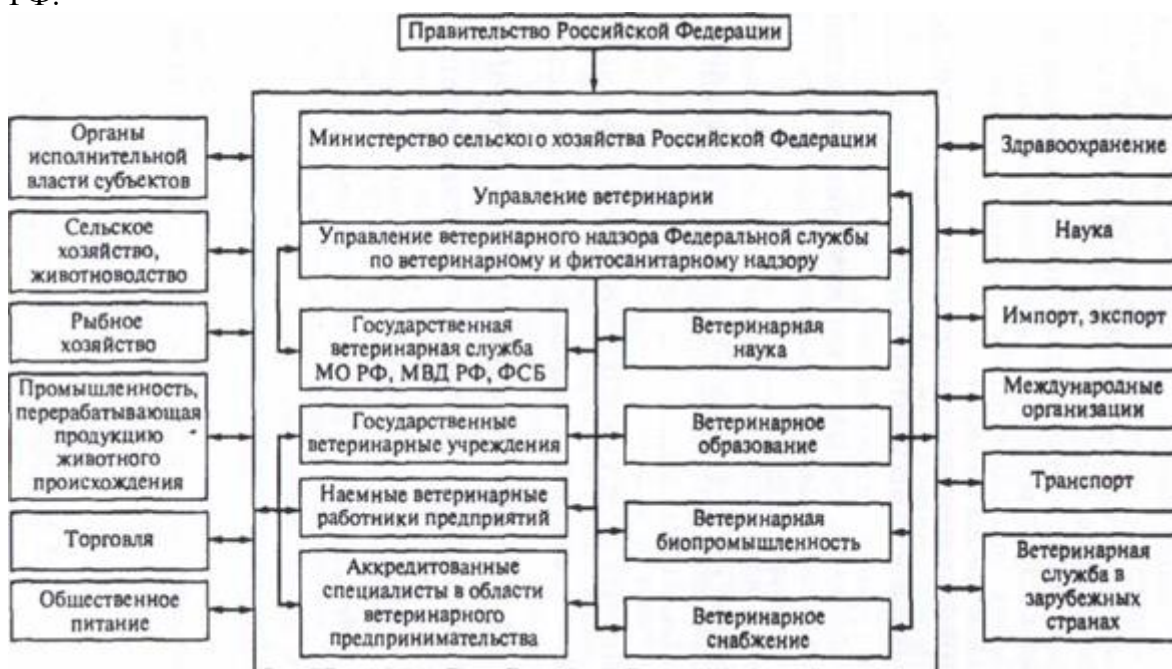 РФ.
Правительство Российской Федерации
Органы
исполнительной
власти субъектов
Сельское
хозяйство,
животноводство
Рыбное
хозяйство
Промышленность,
перерабатывающая
продукцию
животного
происхождения
Торговля
Общественное
питание
Министерство сельского хозяйства Российской Федерации
Управление ветеринарии
Управление ветеринарного надзора Федеральной службы
по ветеринарному и фитосанитарному надзору
Государственная
ветеринарная служба
МО РФ, МВД РФ, ФСБ
Государственные
ветеринарные учреждения
Наемные ветеринарные
работники предприятий
Аккредитованные
специалисты в области
ветеринарного
предпринимательства
Ветеринарная
наука
Ветеринарное
образование
Ветеринарная
биопромышленность
Ветеринарное
снабжение
Здравоохранение
Наука
Импорт, экспорт
Международные
организации
Транспорт
Ветеринарная
служба в
зарубежных
странах